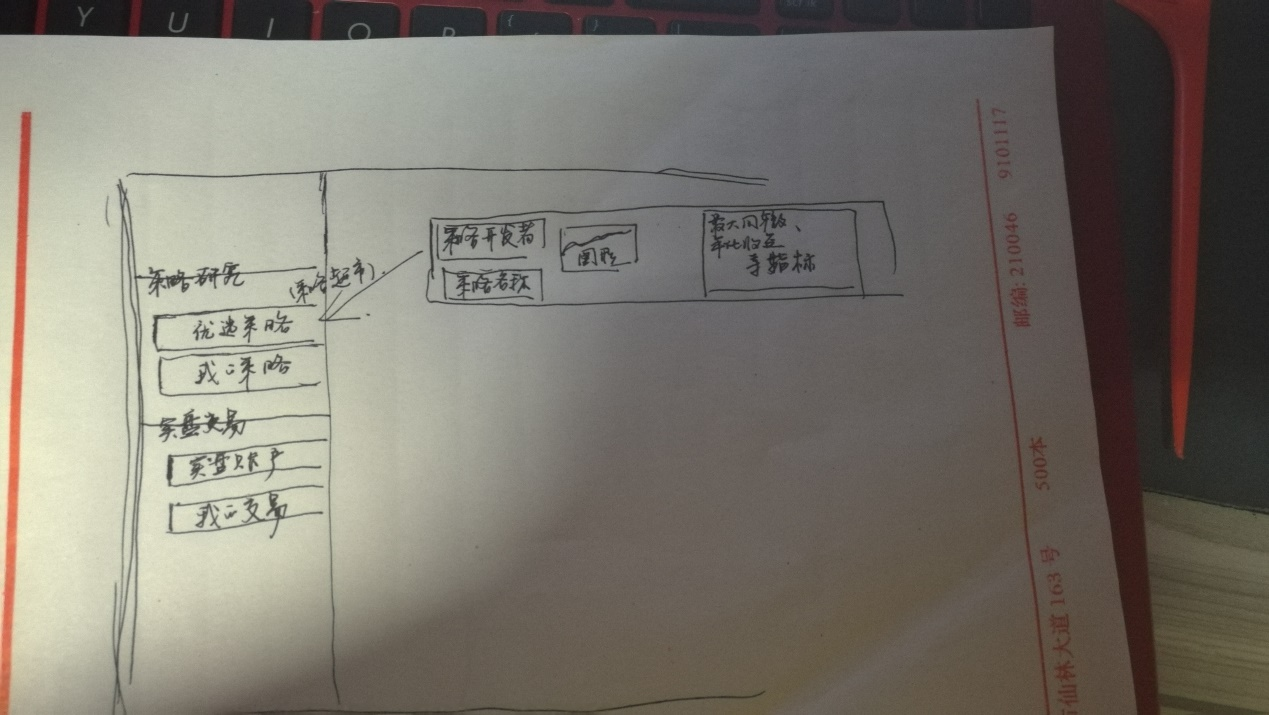 Y U I O P
策略研究
(策略超市)
优选策略
我的策略
实盘交易
实盘账户
我的交易
策略开发者
策略名称
图形
最大回撤、
年化收益
等指标
9101117
邮编: 210046
500本
仙林大道 163 号